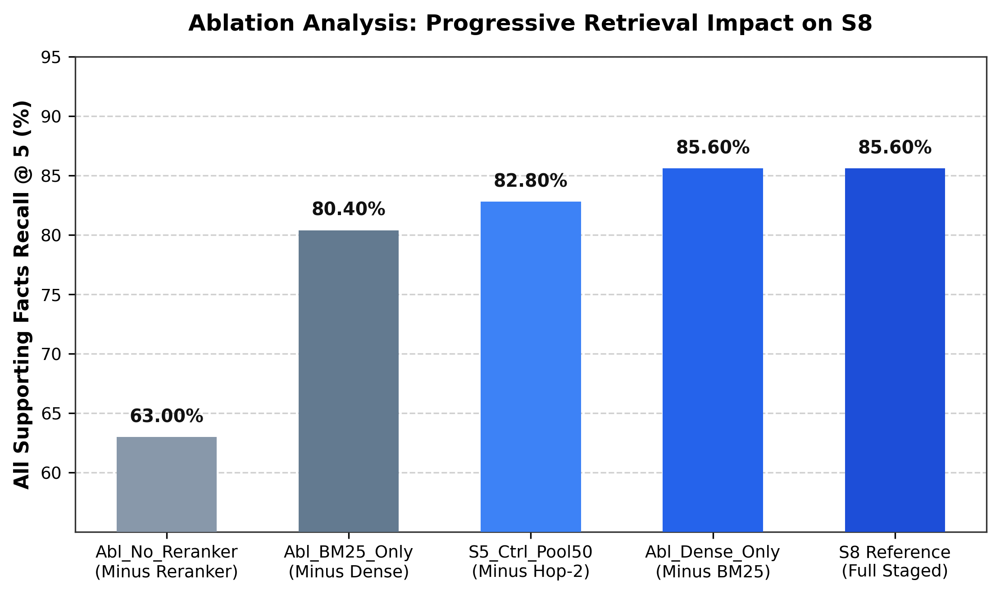 Ablation Analysis: Progressive Retrieval Impact on S8
All Supporting Facts Recall @ 5 (%)
95
90
85
80
75
70
65
60
63.00%
80.40%
82.80%
85.60%
85.60%
Abl_No_Reranker
(Minus Reranker)
Abl_BM25_Only
(Minus Dense)
S5_Ctrl_Pool50
(Minus Hop-2)
Abl_Dense_Only
(Minus BM25)
S8 Reference
(Full Staged)